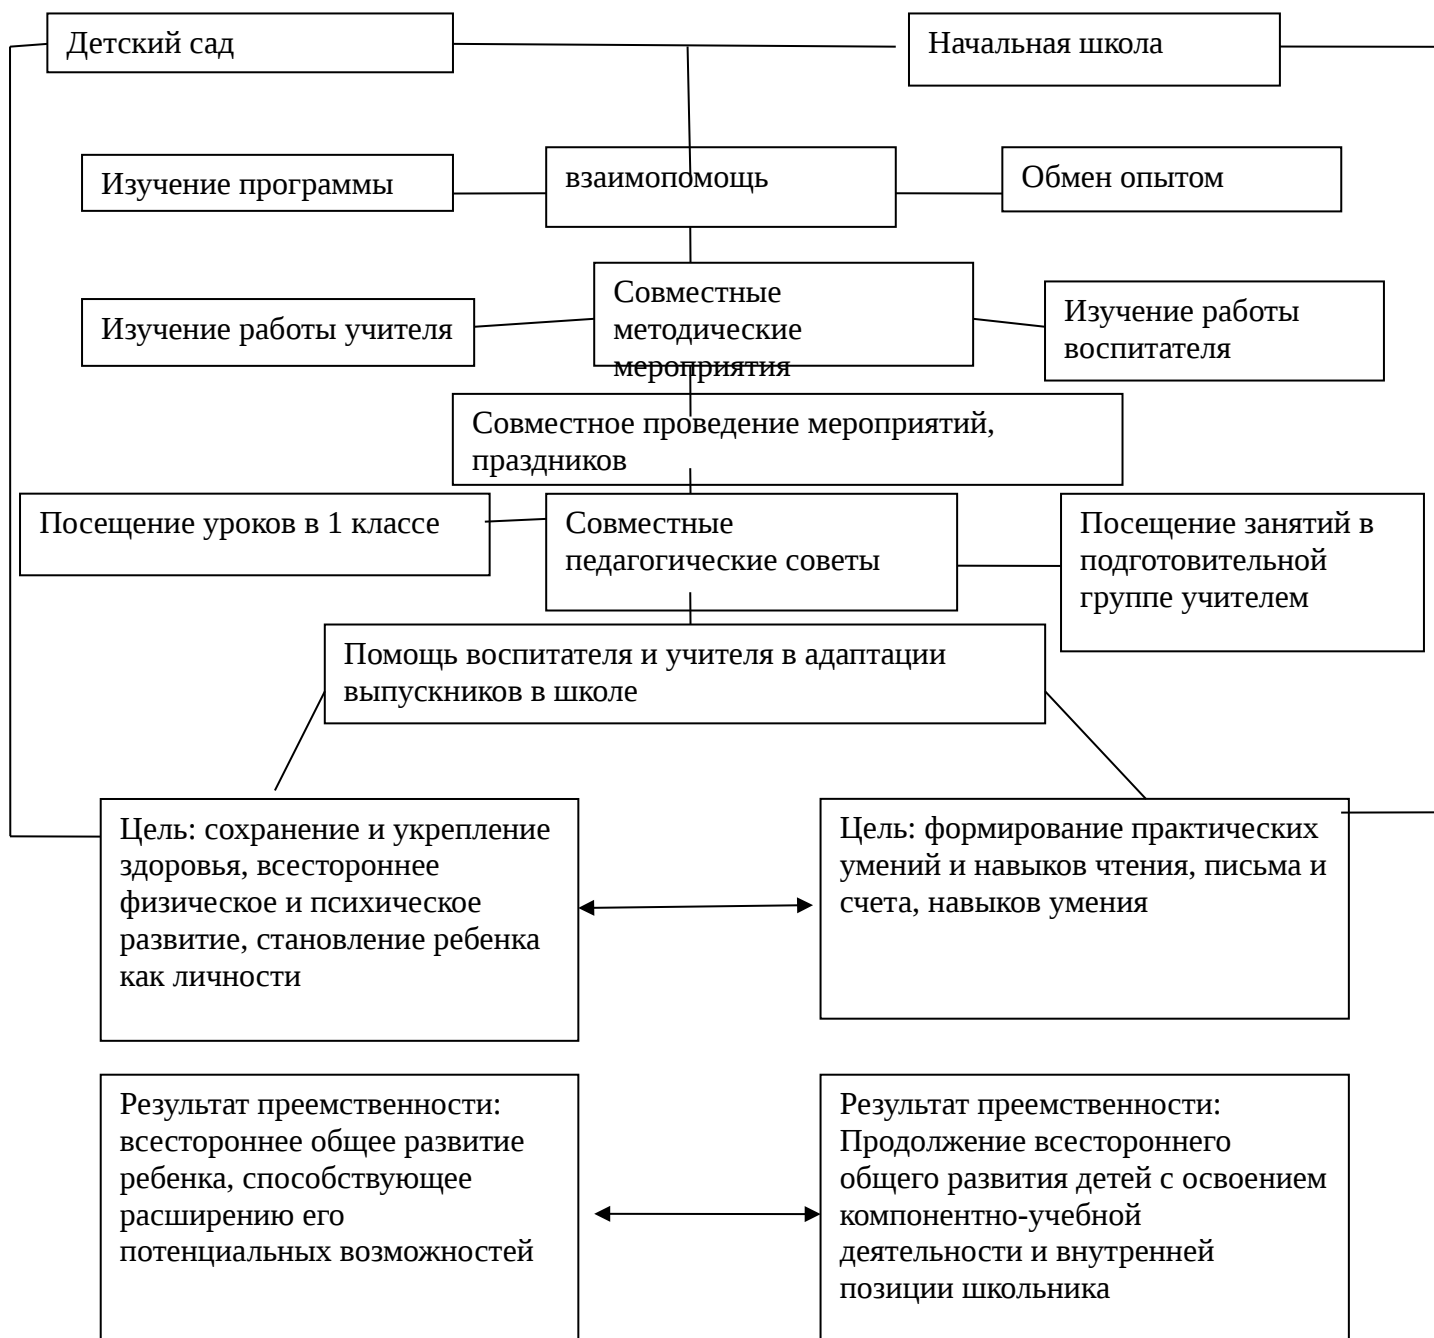 Детский сад
Начальная школа
Изучение программы
взаимопомощь
Обмен опытом
Изучение работы учителя
Совместные
методические
мероприятия
Изучение работы
воспитателя
Совместное проведение мероприятий,
праздников
Посещение уроков в 1 классе
Совместные
педагогические советы
Посещение занятий в
подготовительной
группе учителем
Помощь воспитателя и учителя в адаптации
выпускников в школе
Цель: сохранение и укрепление
здоровья, всестороннее
физическое и психическое
развитие, становление ребенка
как личности
Цель: формирование практических
умений и навыков чтения, письма и
счета, навыков умения
Результат преемственности:
всестороннее общее развитие
ребенка, способствующее
расширению его
потенциальных возможностей
Результат преемственности:
Продолжение всестороннего
общего развития детей с освоением
компонентно-учебной
деятельности и внутренней
позиции школьника